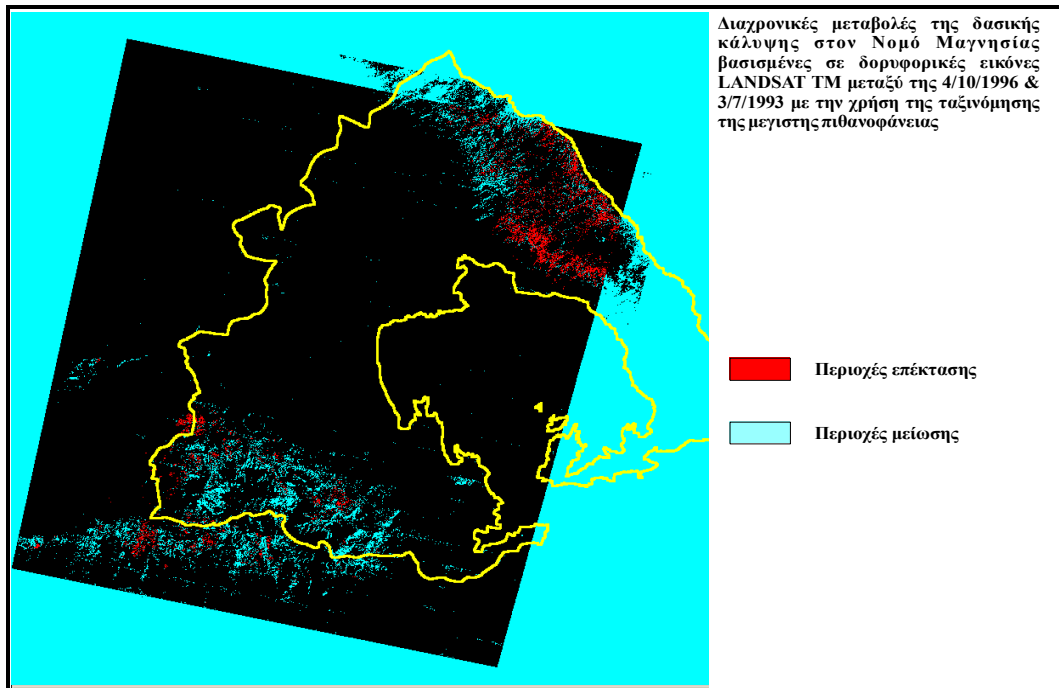 Διαχρονικές μεταβολές της δασικής
κάλυψης στον Νομό Μαγνησίας
βασισμένες σε δορυφορικές εικόνες
LANDSAT TM μεταξύ της 4/10/1996 &
3/7/1993 με την χρήση της ταξινόμησης
της μεγιστης πιθανοφάνειας
Περιοχές επέκτασης
Περιοχές μείωσης